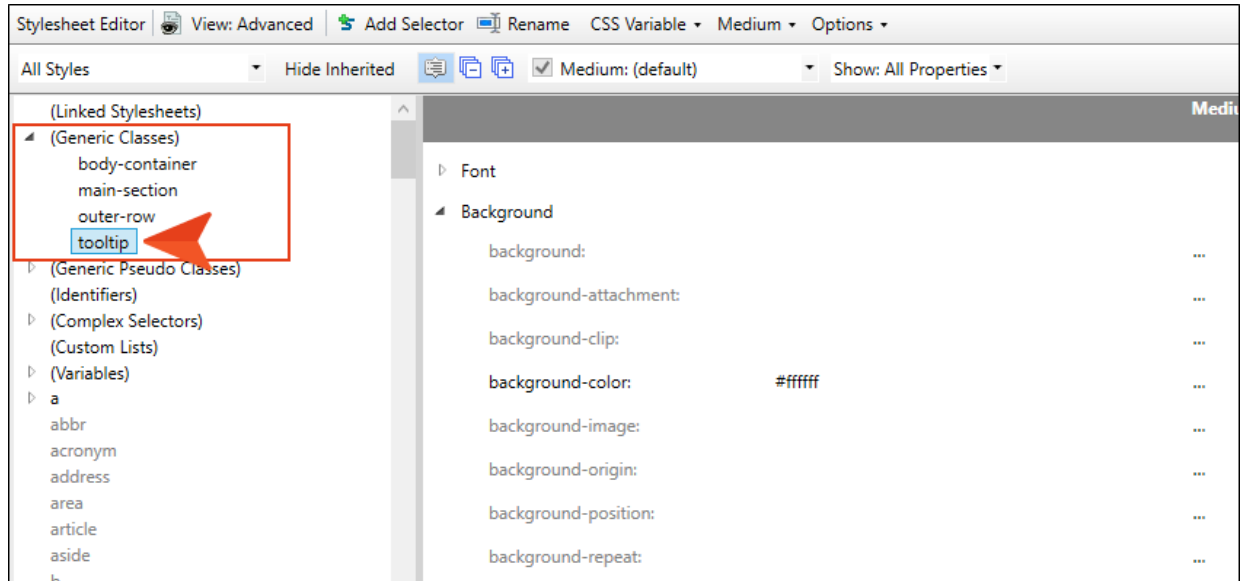 Stylesheet Editor View: Advanced Add Selector Rename CSS Variable Medium Options
All Styles Hide Inherited Medium: (default) Show: All Properties
(Linked Stylesheets)
(Generic Classes)
body-container
main-section
outer-row
tooltip
(Generic Pseudo Classes)
(Identifiers)
(Complex Selectors)
(Custom Lists)
(Variables)
a
abbr
acronym
address
area
article
aside
Font
Background
background: ...
background-attachment: ...
background-clip: ...
background-color: #ffffff ...
background-image: ...
background-origin: ...
background-position: ...
background-repeat: ...